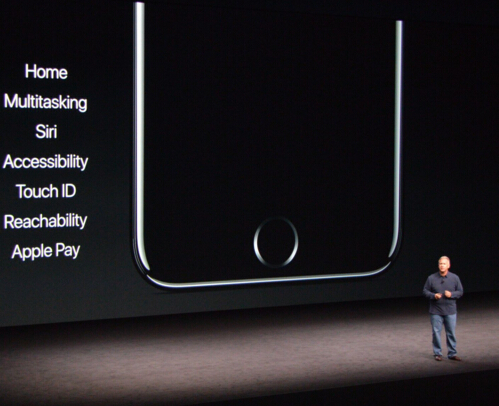 Home
Multitasking
Siri
Accessibility
Touch ID
Reachability
Apple Pay